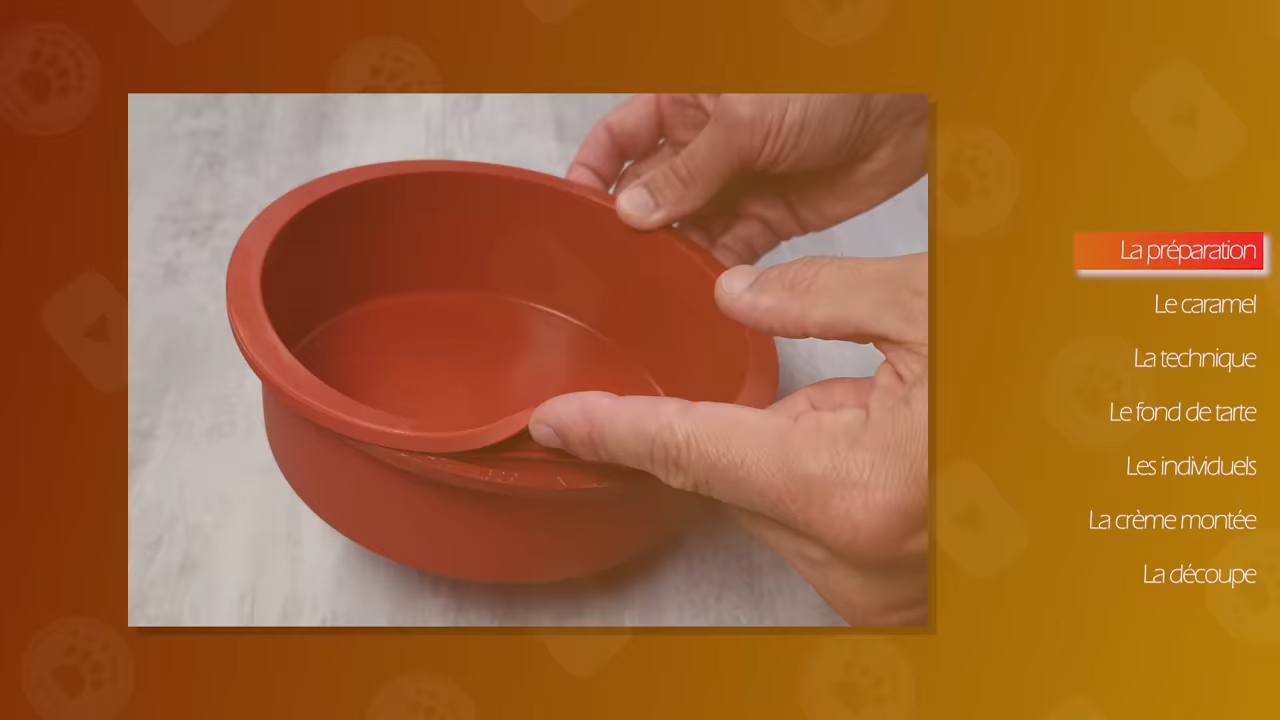 La préparation
Le caramel
La technique
Le fond de tarte
Les individuels
La crème montée
La découpe